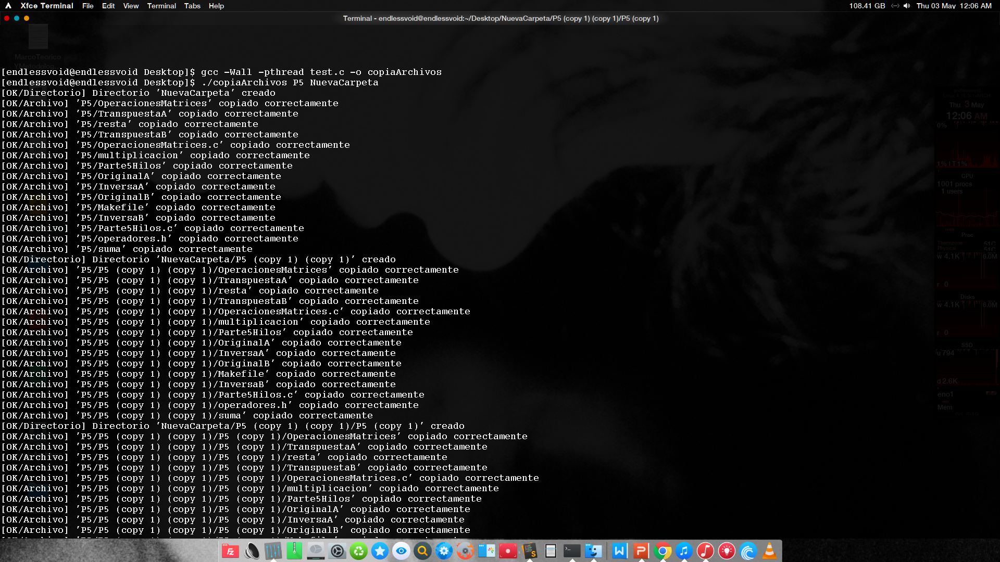 Xfce Terminal File Edit View Terminal Tabs Help 108.41 GB Thu 03 May 12:06 AM
Terminal - endlessvoid@endlessvoid:~/Desktop/NuevaCarpeta/P5 (copy 1) (copy 1)/P5 (copy 1)
MarcoTeorico
[endlessvoid@endlessvoid Desktop]$ gcc -Wall -pthread test.c -o copiaArchivos
[endlessvoid@endlessvoid Desktop]$ ./copiaArchivos P5 NuevaCarpeta
[OK/Directorio] Directorio 'NuevaCarpeta' creado
[OK/Archivo] 'P5/OperacionesMatrices' copiado correctamente
[OK/Archivo] 'P5/TranspuestaA' copiado correctamente
[OK/Archivo] 'P5/resta' copiado correctamente
[OK/Archivo] 'P5/TranspuestaB' copiado correctamente
[OK/Archivo] 'P5/OperacionesMatrices.c' copiado correctamente
[OK/Archivo] 'P5/multiplicacion' copiado correctamente
[OK/Archivo] 'P5/Parte5Hilos' copiado correctamente
[OK/Archivo] 'P5/OriginalA' copiado correctamente
[OK/Archivo] 'P5/InversaA' copiado correctamente
[OK/Archivo] 'P5/OriginalB' copiado correctamente
[OK/Archivo] 'P5/Makefile' copiado correctamente
[OK/Archivo] 'P5/InversaB' copiado correctamente
[OK/Archivo] 'P5/Parte5Hilos.c' copiado correctamente
[OK/Archivo] 'P5/operadores.h' copiado correctamente
[OK/Archivo] 'P5/suma' copiado correctamente
[OK/Directorio] Directorio 'NuevaCarpeta/P5 (copy 1) (copy 1)' creado
[OK/Archivo] 'P5/P5 (copy 1) (copy 1)/OperacionesMatrices' copiado correctamente
[OK/Archivo] 'P5/P5 (copy 1) (copy 1)/TranspuestaA' copiado correctamente
[OK/Archivo] 'P5/P5 (copy 1) (copy 1)/resta' copiado correctamente
[OK/Archivo] 'P5/P5 (copy 1) (copy 1)/TranspuestaB' copiado correctamente
[OK/Archivo] 'P5/P5 (copy 1) (copy 1)/OperacionesMatrices.c' copiado correctamente
[OK/Archivo] 'P5/P5 (copy 1) (copy 1)/multiplicacion' copiado correctamente
[OK/Archivo] 'P5/P5 (copy 1) (copy 1)/Parte5Hilos' copiado correctamente
[OK/Archivo] 'P5/P5 (copy 1) (copy 1)/OriginalA' copiado correctamente
[OK/Archivo] 'P5/P5 (copy 1) (copy 1)/InversaA' copiado correctamente
[OK/Archivo] 'P5/P5 (copy 1) (copy 1)/OriginalB' copiado correctamente
[OK/Archivo] 'P5/P5 (copy 1) (copy 1)/Makefile' copiado correctamente
[OK/Archivo] 'P5/P5 (copy 1) (copy 1)/InversaB' copiado correctamente
[OK/Archivo] 'P5/P5 (copy 1) (copy 1)/Parte5Hilos.c' copiado correctamente
[OK/Archivo] 'P5/P5 (copy 1) (copy 1)/operadores.h' copiado correctamente
[OK/Archivo] 'P5/P5 (copy 1) (copy 1)/suma' copiado correctamente
[OK/Directorio] Directorio 'NuevaCarpeta/P5 (copy 1) (copy 1)/P5 (copy 1)' creado
[OK/Archivo] 'P5/P5 (copy 1) (copy 1)/P5 (copy 1)/OperacionesMatrices' copiado correctamente
[OK/Archivo] 'P5/P5 (copy 1) (copy 1)/P5 (copy 1)/TranspuestaA' copiado correctamente
[OK/Archivo] 'P5/P5 (copy 1) (copy 1)/P5 (copy 1)/resta' copiado correctamente
[OK/Archivo] 'P5/P5 (copy 1) (copy 1)/P5 (copy 1)/TranspuestaB' copiado correctamente
[OK/Archivo] 'P5/P5 (copy 1) (copy 1)/P5 (copy 1)/OperacionesMatrices.c' copiado correctamente
[OK/Archivo] 'P5/P5 (copy 1) (copy 1)/P5 (copy 1)/multiplicacion' copiado correctamente
[OK/Archivo] 'P5/P5 (copy 1) (copy 1)/P5 (copy 1)/Parte5Hilos' copiado correctamente
[OK/Archivo] 'P5/P5 (copy 1) (copy 1)/P5 (copy 1)/OriginalA' copiado correctamente
[OK/Archivo] 'P5/P5 (copy 1) (copy 1)/P5 (copy 1)/InversaA' copiado correctamente
[OK/Archivo] 'P5/P5 (copy 1) (copy 1)/P5 (copy 1)/OriginalB' copiado correctamente
Thu 3 May
12:06 AM
0%
1% | T 1%
CPU
1001 procs
1 users
Proc
51C
51C
w 4.1K 6.0M
r 0
Disks
w 4.1K 6.0M
r 0
SSD
u 794
d 2.6K
eno1
Mem